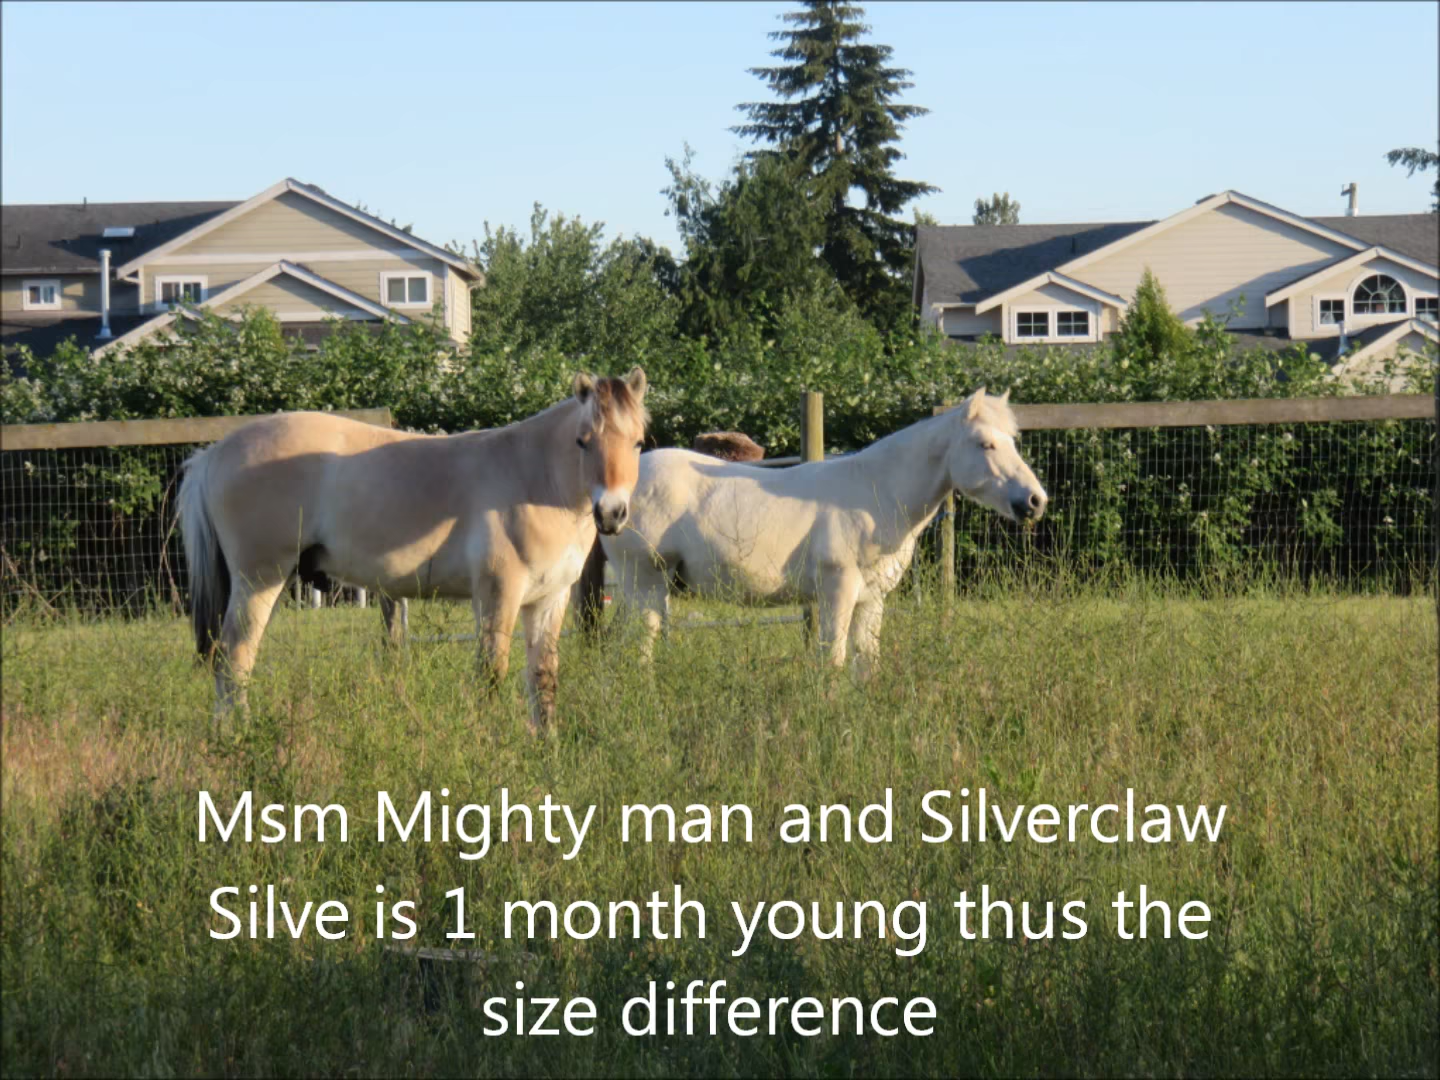 Msm Mighty man and Silverclaw
Silve is 1 month young thus the
size difference